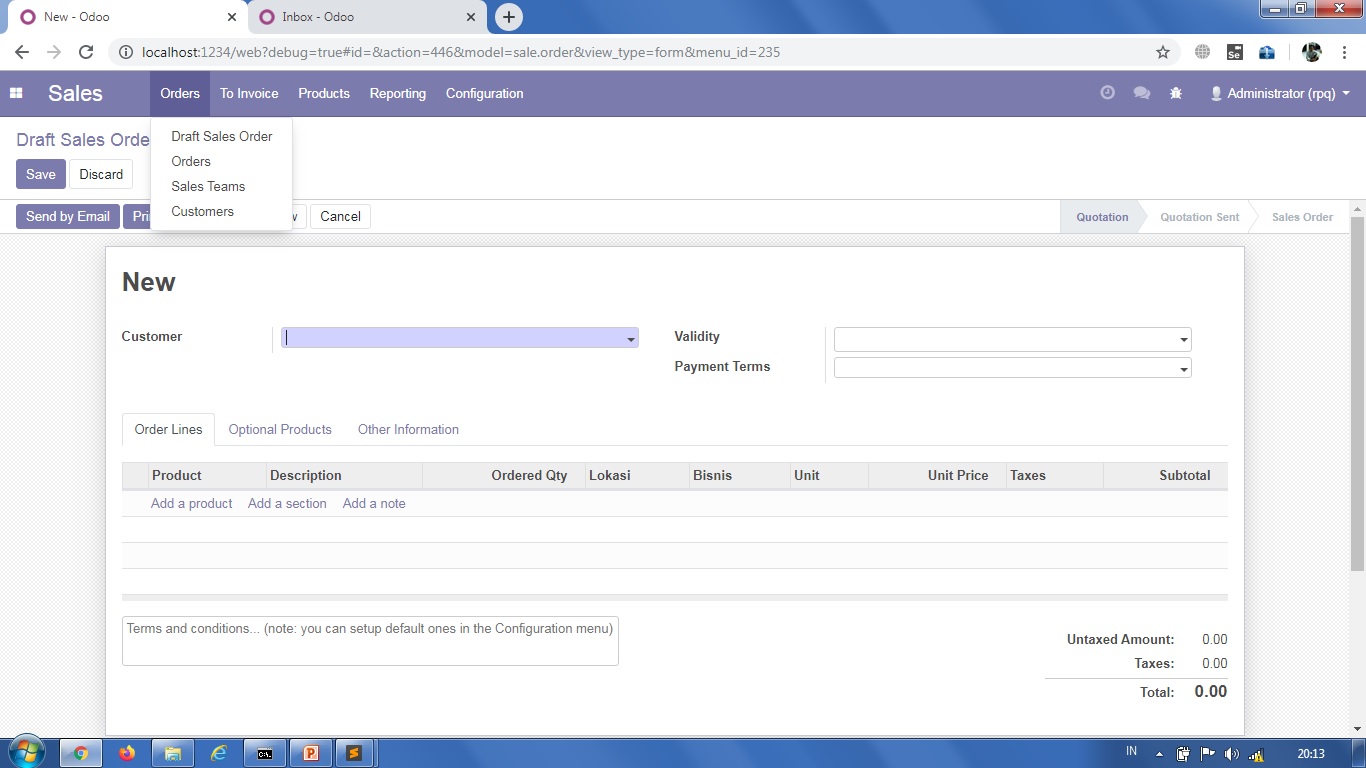 New - Odoo
Inbox - Odoo
localhost:1234/web?debug=true#id=&action=446&model=sale.order&view_type=form&menu_id=235
Se
Sales Orders To Invoice Products Reporting Configuration Administrator (rpq)
Draft Sales Orde
Draft Sales Order
Orders
Sales Teams
Customers
Save Discard
Send by Email Pri w Cancel Quotation Quotation Sent Sales Order
New
Customer Validity
Payment Terms
Order Lines Optional Products Other Information
Product Description Ordered Qty Lokasi Bisnis Unit Unit Price Taxes Subtotal
Add a product Add a section Add a note
Terms and conditions... (note: you can setup default ones in the Configuration menu)
Untaxed Amount: 0.00
Taxes: 0.00
Total: 0.00
IN 20:13